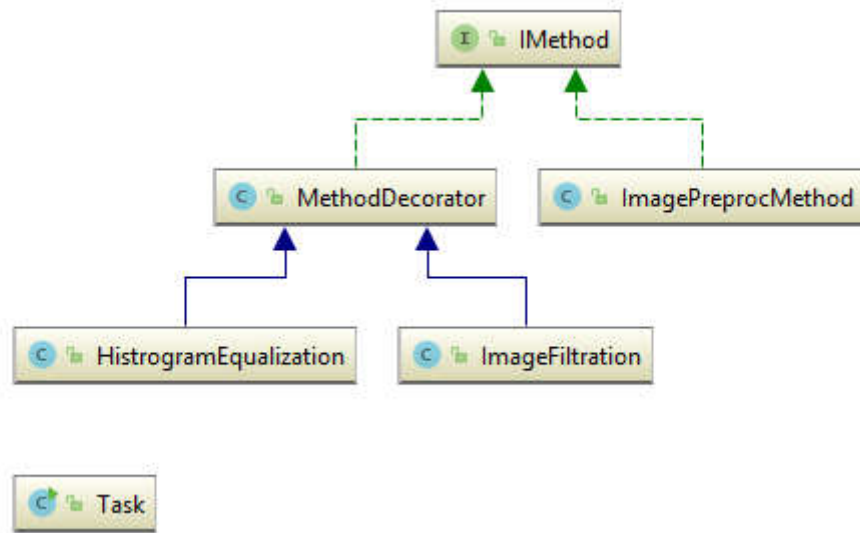 I IMethod
C MethodDecorator
C ImagePreprocMethod
C HistrogramEqualization
C ImageFiltration
C Task